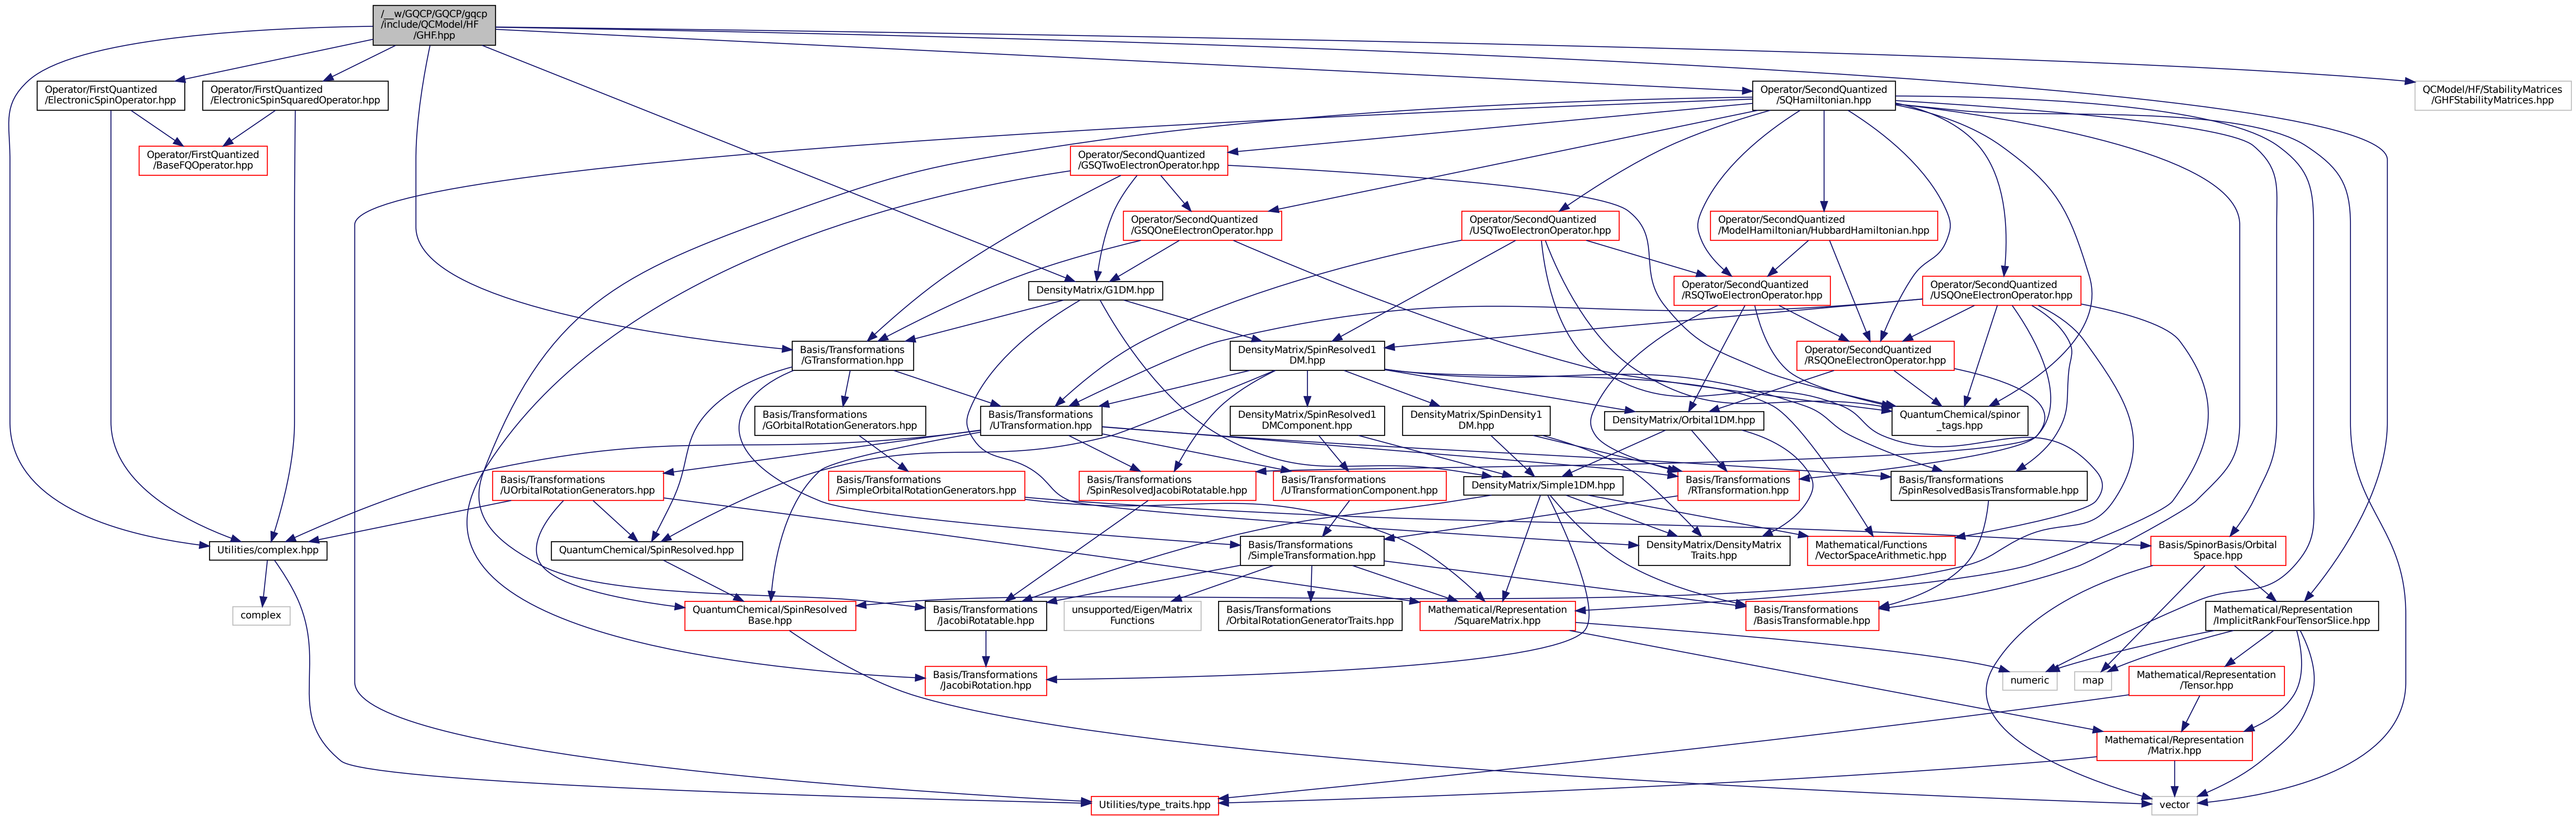 /__w/GQCP/GQCP/gqcp
/include/QCModel/HF
/GHF.hpp
Operator/FirstQuantized
/ElectronicSpinOperator.hpp
Operator/FirstQuantized
/ElectronicSpinSquaredOperator.hpp
Operator/SecondQuantized
/SQHamiltonian.hpp
QCModel/HF/StabilityMatrices
/GHFStabilityMatrices.hpp
Operator/FirstQuantized
/BaseFQOperator.hpp
Operator/SecondQuantized
/GSQTwoElectronOperator.hpp
Operator/SecondQuantized
/GSQOneElectronOperator.hpp
Operator/SecondQuantized
/USQTwoElectronOperator.hpp
Operator/SecondQuantized
/ModelHamiltonian/HubbardHamiltonian.hpp
DensityMatrix/G1DM.hpp
Operator/SecondQuantized
/RSQTwoElectronOperator.hpp
Operator/SecondQuantized
/USQOneElectronOperator.hpp
Basis/Transformations
/GTransformation.hpp
DensityMatrix/SpinResolved1
DM.hpp
Operator/SecondQuantized
/RSQOneElectronOperator.hpp
Basis/Transformations
/GOrbitalRotationGenerators.hpp
Basis/Transformations
/UTransformation.hpp
DensityMatrix/SpinResolved1
DMComponent.hpp
DensityMatrix/SpinDensity1
DM.hpp
DensityMatrix/Orbital1DM.hpp
QuantumChemical/spinor
_tags.hpp
Basis/Transformations
/UOrbitalRotationGenerators.hpp
Basis/Transformations
/SimpleOrbitalRotationGenerators.hpp
Basis/Transformations
/SpinResolvedJacobiRotatable.hpp
Basis/Transformations
/UTransformationComponent.hpp
DensityMatrix/Simple1DM.hpp
Basis/Transformations
/RTransformation.hpp
Basis/Transformations
/SpinResolvedBasisTransformable.hpp
Utilities/complex.hpp
QuantumChemical/SpinResolved.hpp
Basis/Transformations
/SimpleTransformation.hpp
DensityMatrix/DensityMatrix
Traits.hpp
Mathematical/Functions
/VectorSpaceArithmetic.hpp
Basis/SpinorBasis/Orbital
Space.hpp
complex
QuantumChemical/SpinResolved
Base.hpp
Basis/Transformations
/JacobiRotatable.hpp
unsupported/Eigen/Matrix
Functions
Basis/Transformations
/OrbitalRotationGeneratorTraits.hpp
Mathematical/Representation
/SquareMatrix.hpp
Basis/Transformations
/BasisTransformable.hpp
Mathematical/Representation
/ImplicitRankFourTensorSlice.hpp
Basis/Transformations
/JacobiRotation.hpp
numeric
map
Mathematical/Representation
/Tensor.hpp
Mathematical/Representation
/Matrix.hpp
Utilities/type_traits.hpp
vector